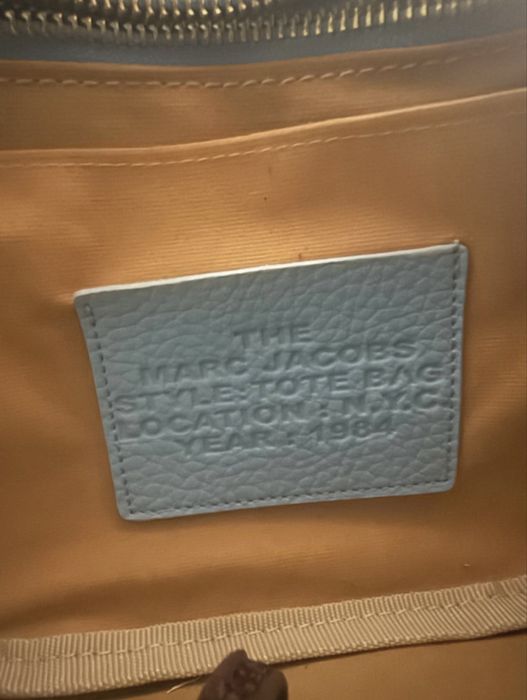 THE
MARC JACOBS
STYLE: TOTE BAG
LOCATION : N.Y.C.
YEAR : 1984